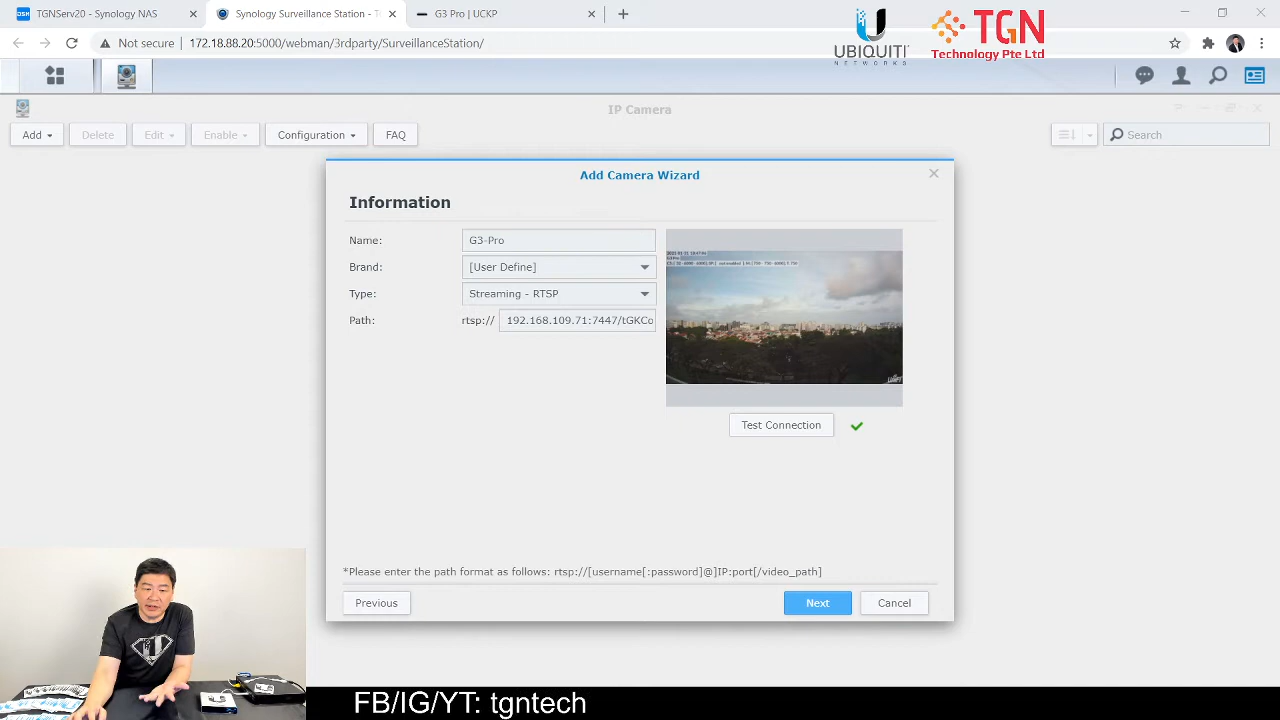 TGNServ20 - Synology NAS
Synology Surveillance Station - T
G3 Pro | UCKP
Not secure
172.18.88.20:5000/webman/3rdparty/SurveillanceStation/
UBIQUITI
NETWORKS
TGN
Technology Pte Ltd
IP Camera
Add
Delete
Edit
Enable
Configuration
FAQ
Search
Add Camera Wizard
Information
Name:
G3-Pro
Brand:
[User Define]
Type:
Streaming - RTSP
Path:
rtsp://
192.168.109.71:7447/tGKCo
Test Connection
*Please enter the path format as follows: rtsp://[username[:password]@]IP:port[/video_path]
Previous
Next
Cancel
FB/IG/YT: tgntech